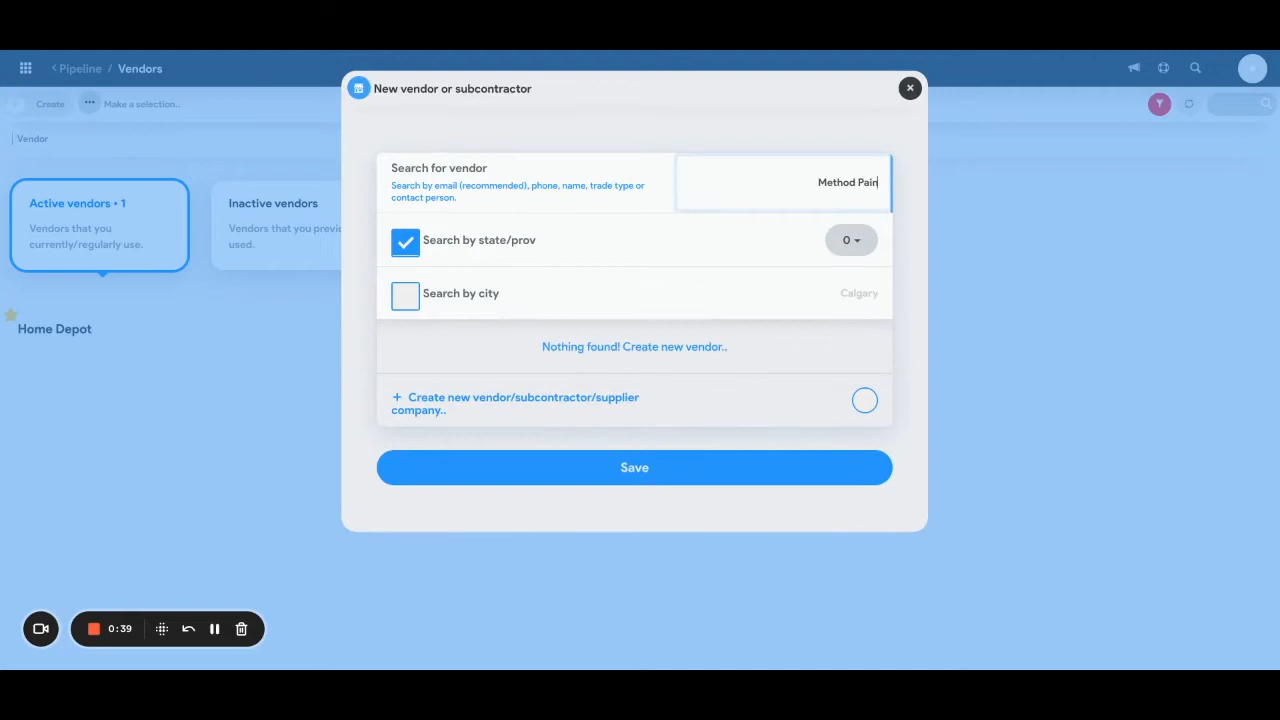 Pipeline / Vendors
New vendor or subcontractor
Create
Make a selection..
Vendor
Search for vendor
Search by email (recommended), phone, name, trade type or
contact person.
Method Pain
Active vendors • 1
Vendors that you
currently/regularly use.
Inactive vendors
Vendors that you previ
used.
Search by state/prov
0
Search by city
Calgary
Home Depot
Nothing found! Create new vendor..
+ Create new vendor/subcontractor/supplier
company..
Save
0:39